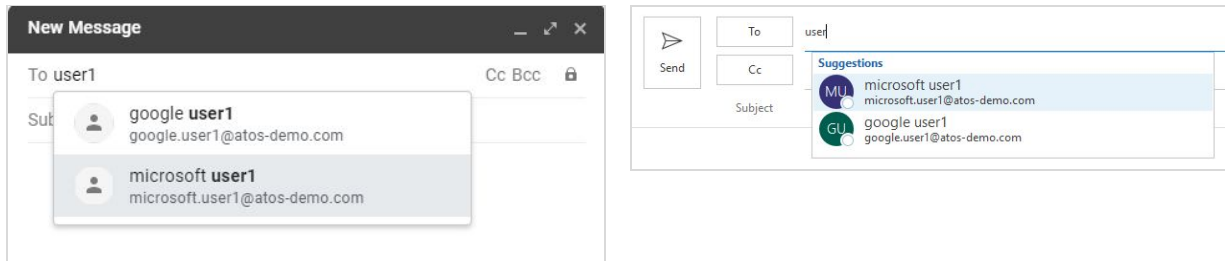 New Message
To user1 Cc Bcc
Sub
google user1
google.user1@atos-demo.com
microsoft user1
microsoft.user1@atos-demo.com
Send
To
user
Cc
Subject
Suggestions
MU
microsoft user1
microsoft.user1@atos-demo.com
GU
google user1
google.user1@atos-demo.com